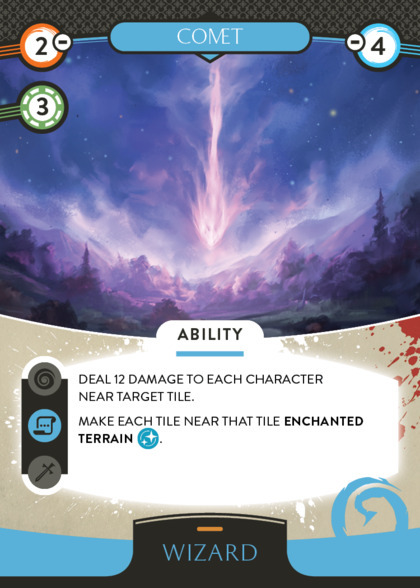 COMET
2 -
- 4
3
ABILITY
DEAL 12 DAMAGE TO EACH CHARACTER
NEAR TARGET TILE.
MAKE EACH TILE NEAR THAT TILE ENCHANTED
TERRAIN .
WIZARD